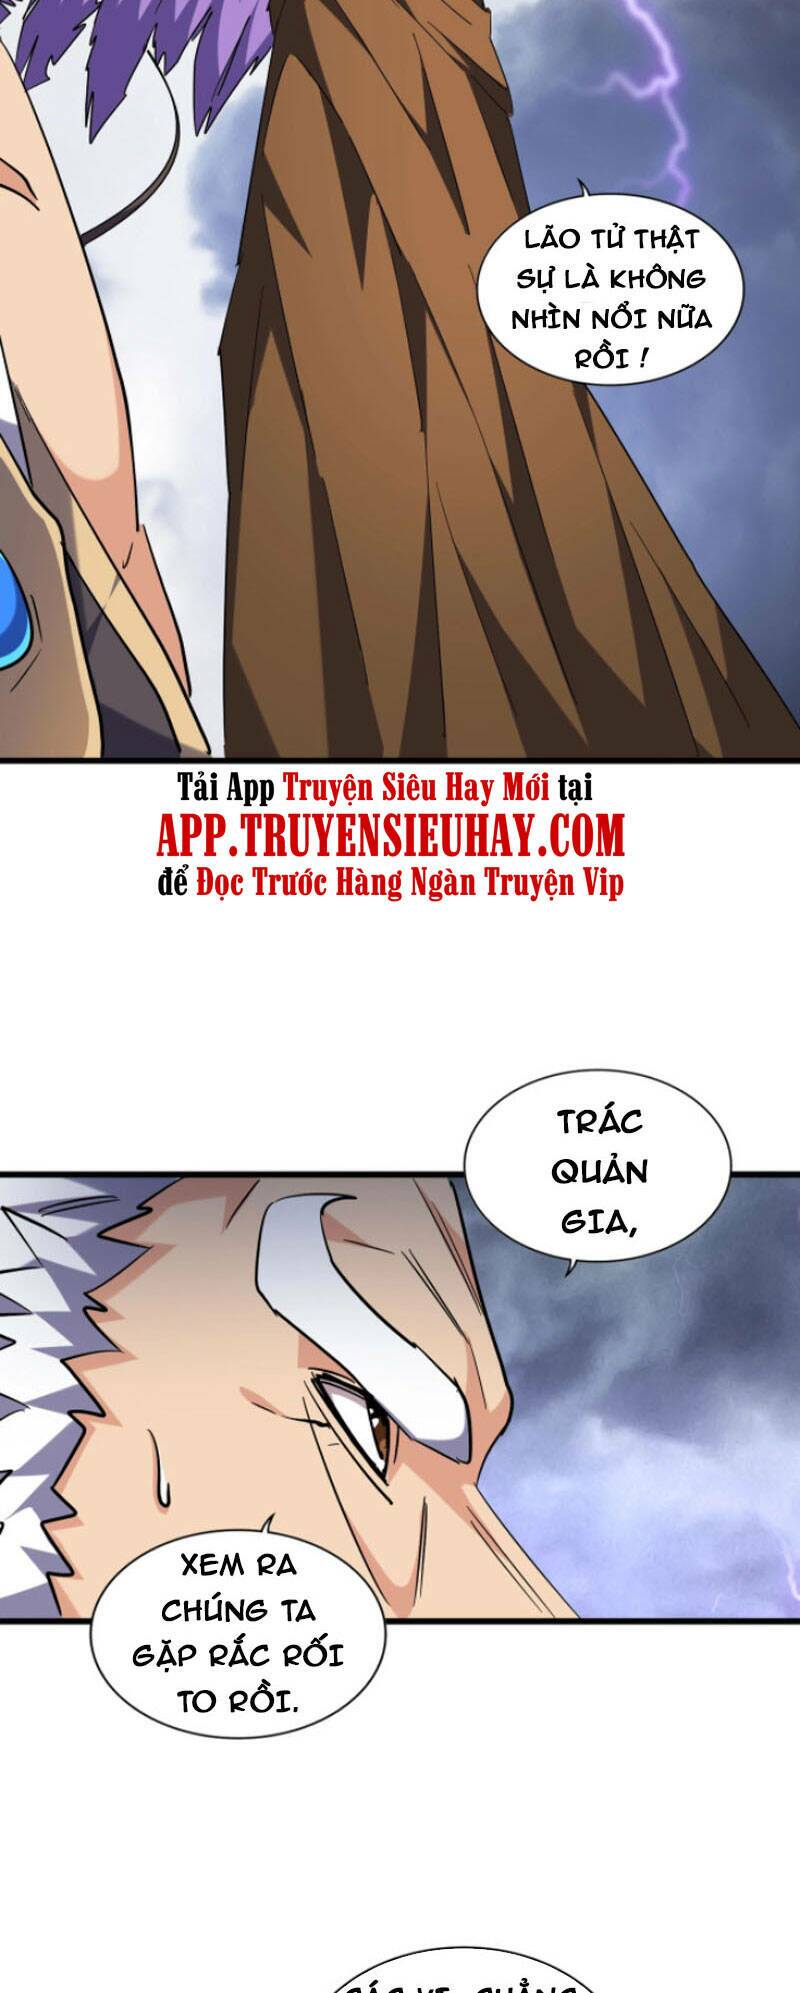 LÃO TỬ THẬT
SỰ LÀ KHÔNG
NHÌN NỔI NỮA
RỒI!
Tải App Truyện Siêu Hay Mới tại
APP.TRUYENSIEUHAY.COM
để Đọc Trước Hàng Ngàn Truyện Vip
TRÁC
QUẢN
GIA,
XEM RA
CHÚNG TA
GẶP RẮC RỐI
TO RỒI.